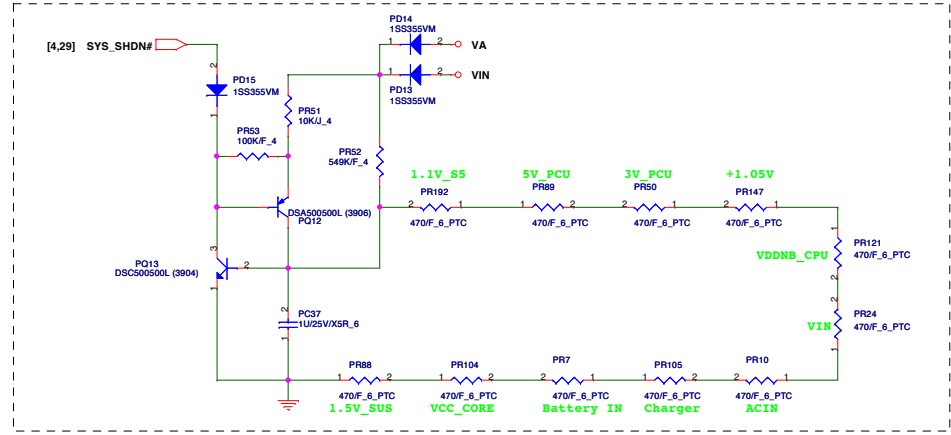 PD14
1SS355VM
[4,29] SYS_SHDN#
1 2 VA
2
1 2 VIN
PD15
1SS355VM
PD13
1SS355VM
1
PR51
10K/J_4
PR53
100K/F_4
PR52
549K/F_4
1.1V_S5 5V_PCU 3V_PCU +1.05V
PR192 PR89 PR50 PR147
2 1 1 2 2 1 2 1
DSA500500L (3906)
PQ12
470/F_6_PTC 470/F_6_PTC 470/F_6_PTC 470/F_6_PTC
1
PR121
470/F_6_PTC
VDDNB_CPU
2
3
PQ13
DSC500500L (3904)
2
1
2
PC37
1U/25V/X5R_6
1
2
PR24
470/F_6_PTC
VIN
1
PR88 PR104 PR7 PR105 PR10
1 2 1 2 2 1 1 2 2 1
470/F_6_PTC 470/F_6_PTC 470/F_6_PTC 470/F_6_PTC 470/F_6_PTC
1.5V_SUS VCC_CORE Battery IN Charger ACIN